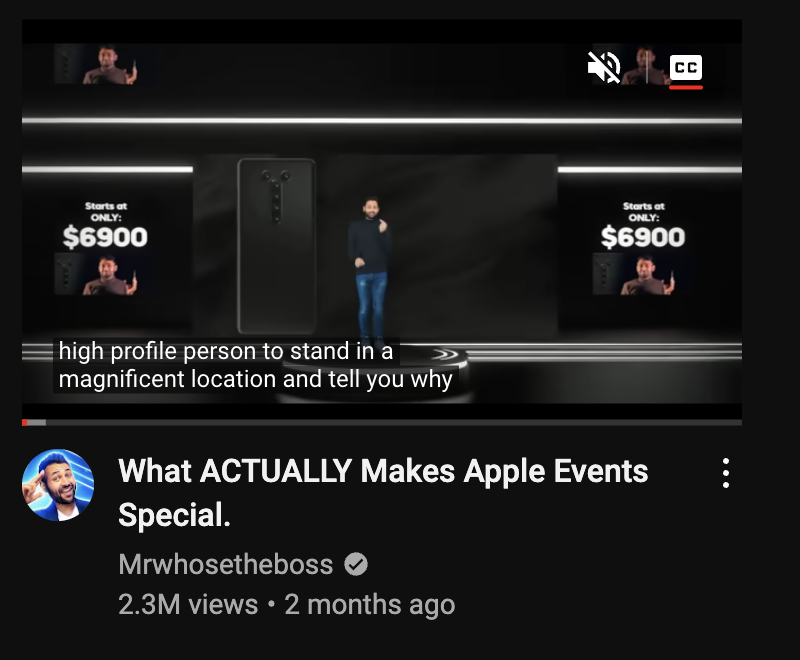 CC
Starts at
ONLY:
$6900
Starts at
ONLY:
$6900
high profile person to stand in a
magnificent location and tell you why
What ACTUALLY Makes Apple Events
Special.
Mrwhosetheboss
2.3M views • 2 months ago